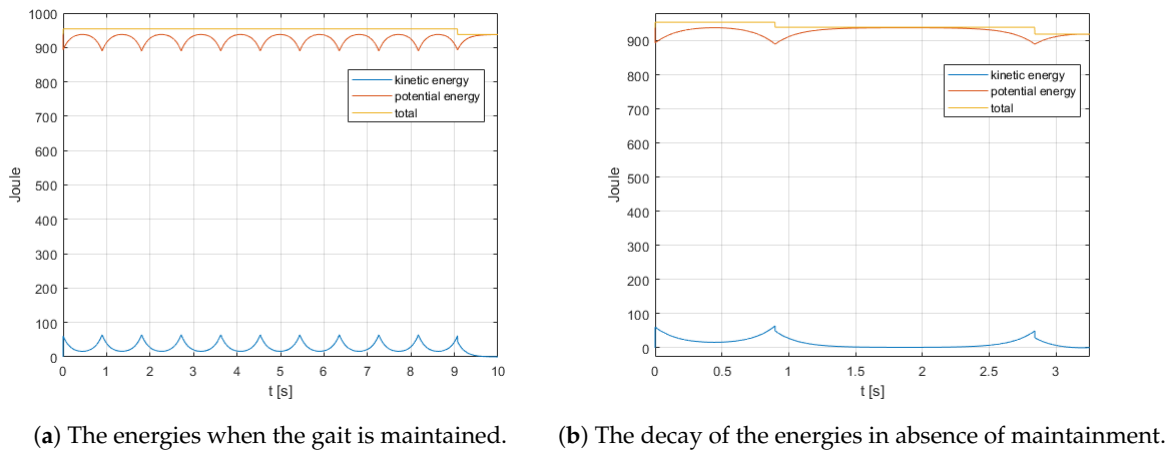 1000
900
800
700
600
500
400
300
200
100
0
Joule
0 1 2 3 4 5 6 7 8 9 10
t [s]
kinetic energy
potential energy
total
900
800
700
600
500
400
300
200
100
0
Joule
0 0.5 1 1.5 2 2.5 3
t [s]
kinetic energy
potential energy
total
(a) The energies when the gait is maintained.
(b) The decay of the energies in absence of maintainment.